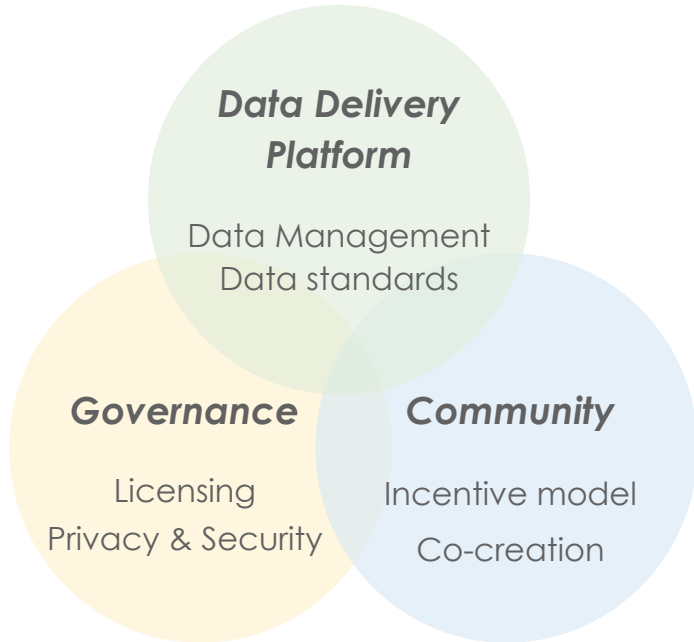 Data Delivery
Platform
Data Management
Data standards
Governance
Licensing
Privacy & Security
Community
Incentive model
Co-creation